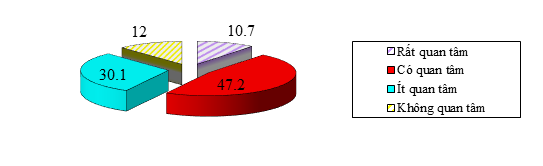 12
10.7
30.1
47.2
Rất quan tâm
Có quan tâm
Ít quan tâm
Không quan tâm